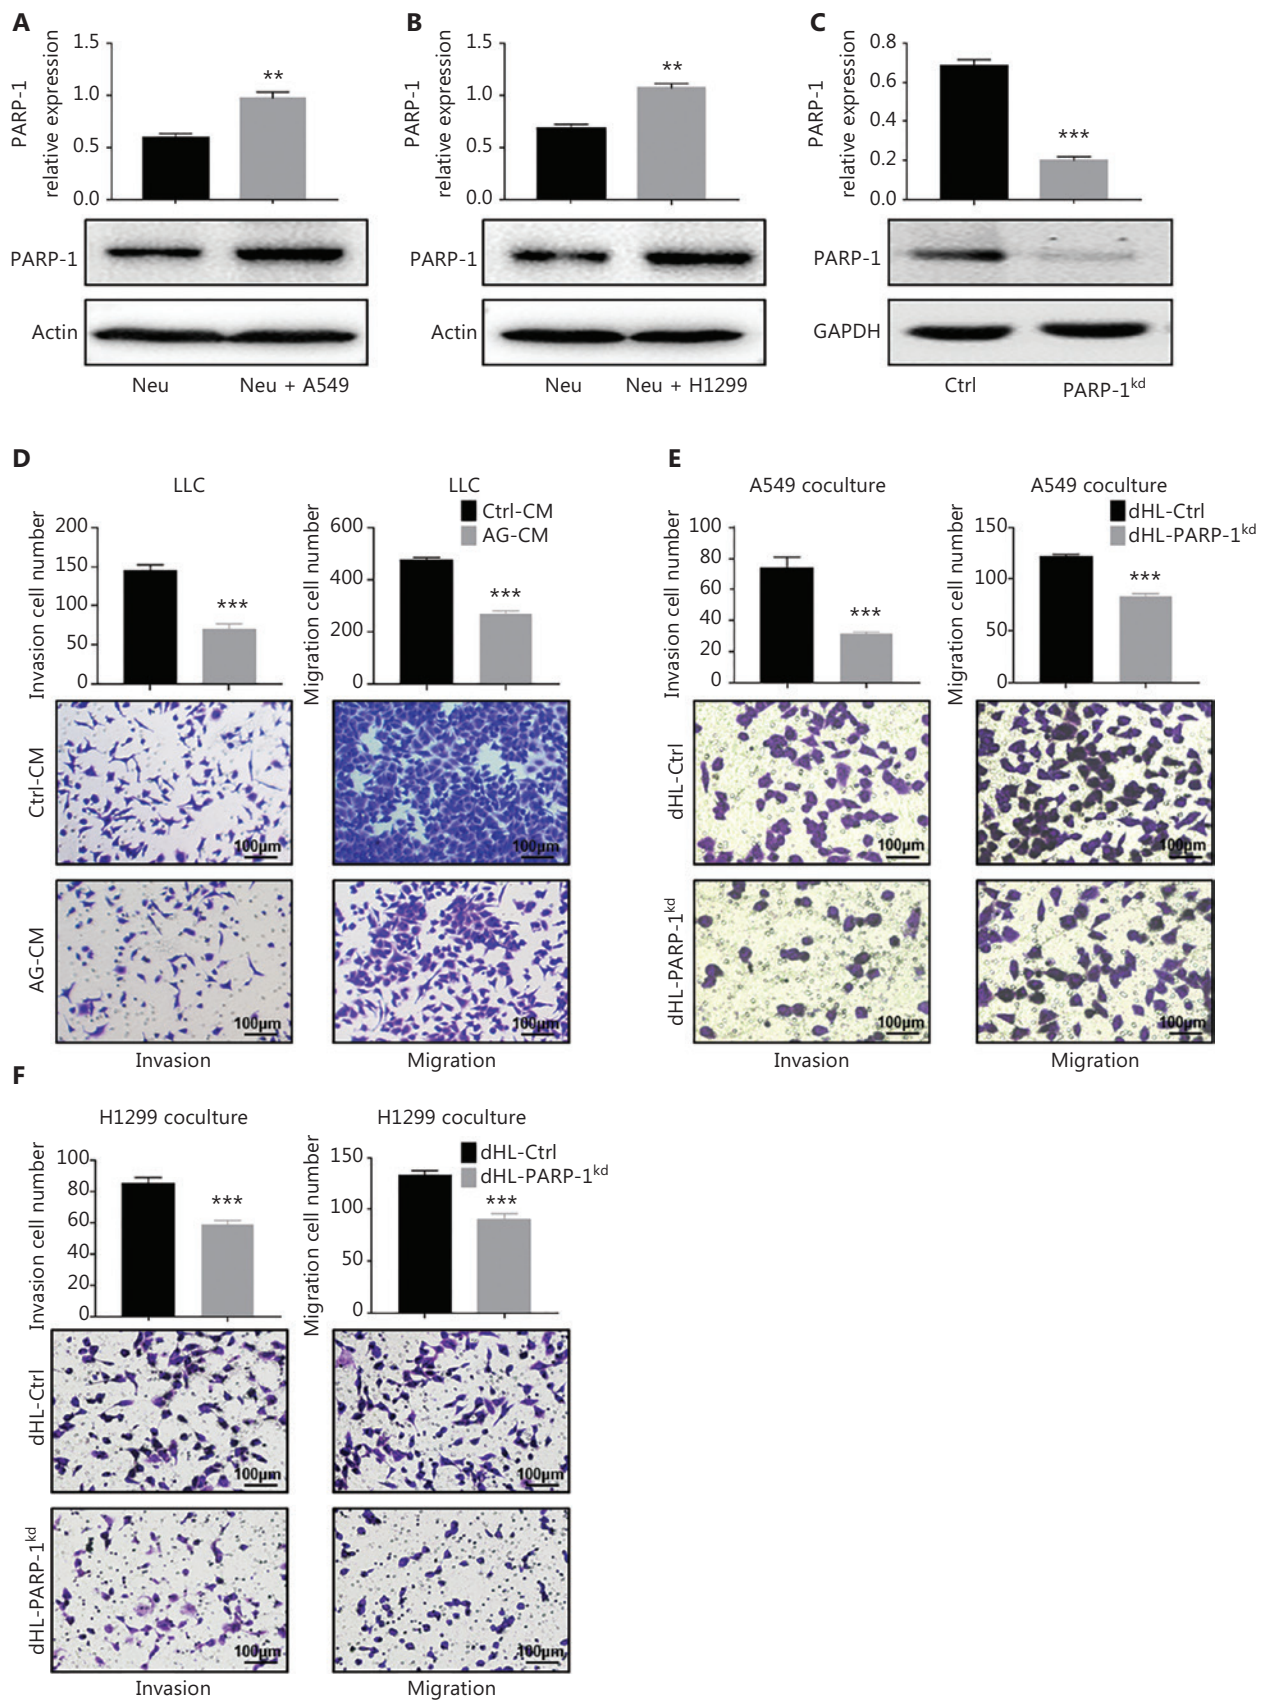 A
B
C
PARP-1
relative expression
1.5
1.0
0.5
0.0
**
PARP-1
relative expression
1.5
1.0
0.5
0.0
**
PARP-1
relative expression
0.8
0.6
0.4
0.2
0.0
***
PARP-1
PARP-1
PARP-1
Actin
Actin
GAPDH
Neu
Neu + A549
Neu
Neu + H1299
Ctrl
PARP-1kd
D
LLC
LLC
Ctrl-CM
AG-CM
Invasion cell number
200
150
100
50
0
***
Migration cell number
600
400
200
0
***
Ctrl-CM
100μm
100μm
AG-CM
100μm
100μm
Invasion
Migration
E
A549 coculture
A549 coculture
dHL-Ctrl
dHL-PARP-1kd
Invasion cell number
100
80
60
40
20
0
***
Migration cell number
150
100
50
0
***
dHL-Ctrl
100μm
100μm
dHL-PARP-1kd
100μm
100μm
Invasion
Migration
F
H1299 coculture
H1299 coculture
dHL-Ctrl
dHL-PARP-1kd
Invasion cell number
100
80
60
40
20
0
***
Migration cell number
150
100
50
0
***
dHL-Ctrl
100μm
100μm
dHL-PARP-1kd
100μm
100μm
Invasion
Migration